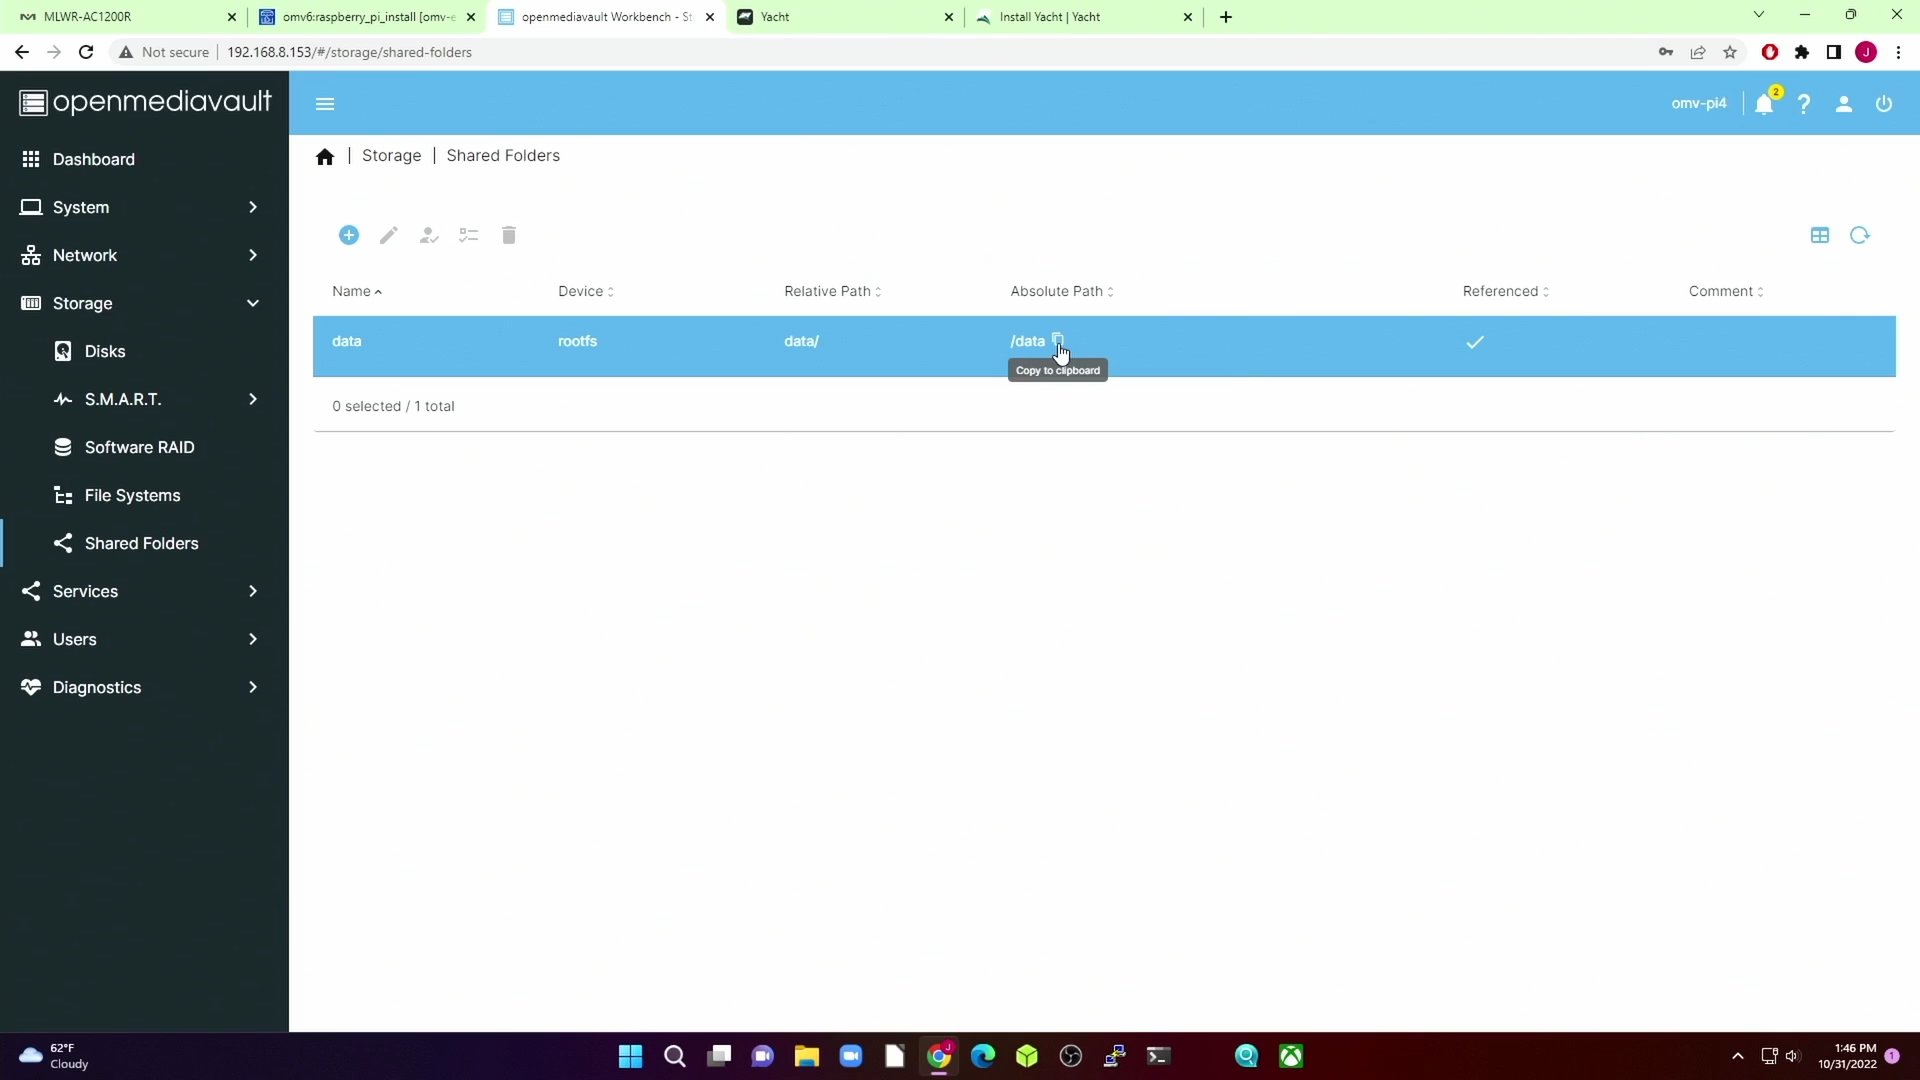 MLWR-AC1200R
omv6:raspberry_pi_install [omv-e
openmediavault Workbench - St
Yacht
Install Yacht | Yacht
Not secure
192.168.8.153/#/storage/shared-folders
J
openmediavault
omv-pi4
2
?
Dashboard
System
Network
Storage
Disks
S.M.A.R.T.
Software RAID
File Systems
Shared Folders
Services
Users
Diagnostics
Storage | Shared Folders
Name
Device
Relative Path
Absolute Path
Referenced
Comment
data
rootfs
data/
/data
Copy to clipboard
0 selected / 1 total
62°F
Cloudy
J
1:46 PM
10/31/2022
1